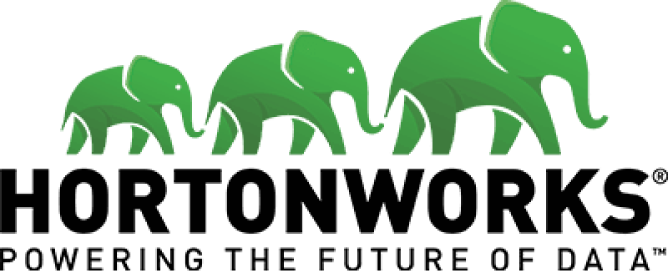 HORTONWORKS®
POWERING THE FUTURE OF DATA™